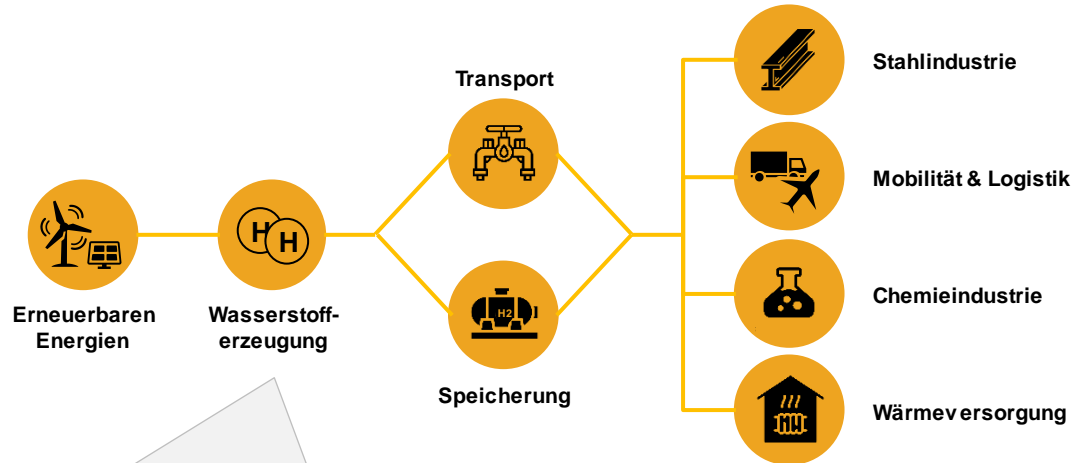 Erneuerbaren
Energien
Wasserstoff-
erzeugung
H
H
Transport
H2
Speicherung
Stahlindustrie
Mobilität & Logistik
Chemieindustrie
Wärmeversorgung